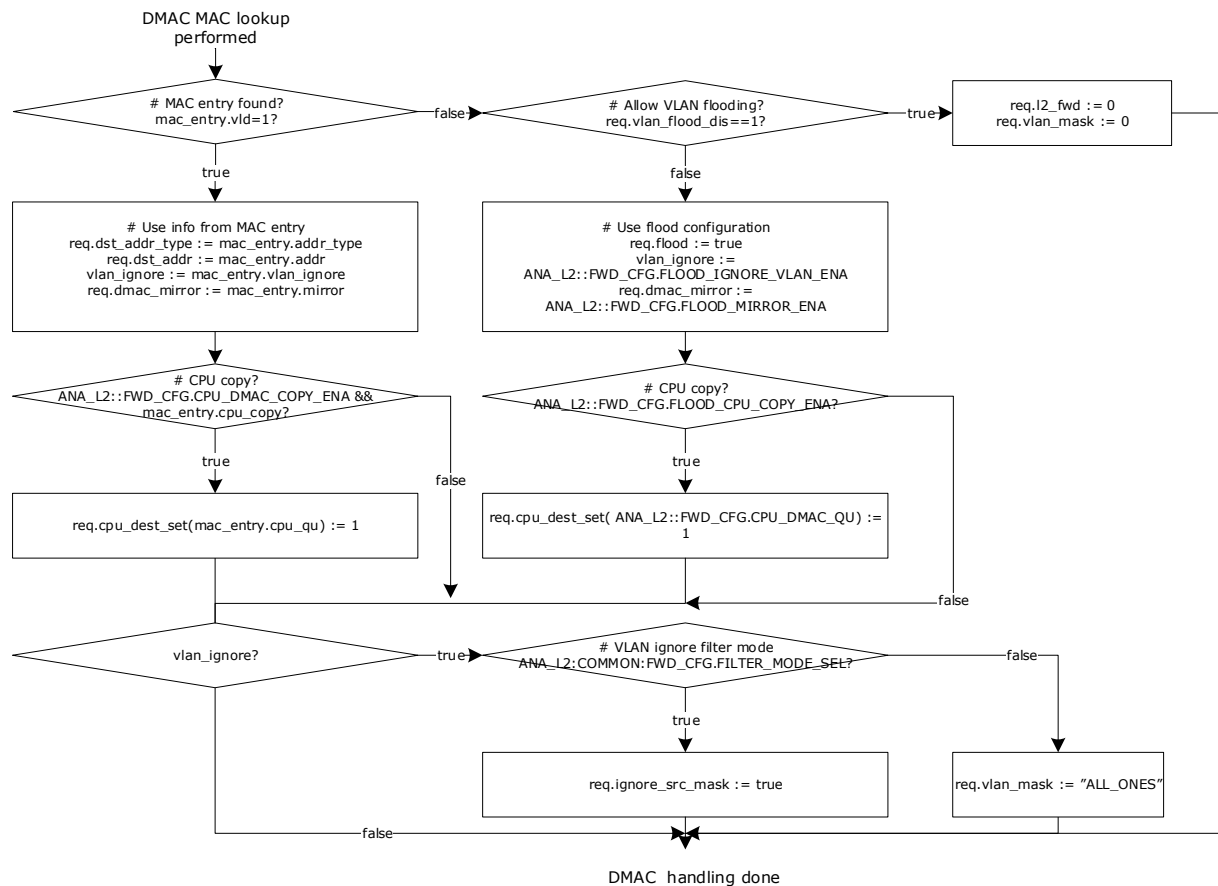 DMAC MAC lookup
performed
# MAC entry found?
mac_entry.vld=1?
false
# Allow VLAN flooding?
req.vlan_flood_dis==1?
true
req.l2_fwd := 0
req.vlan_mask := 0
true
false
# Use info from MAC entry
req.dst_addr_type := mac_entry.addr_type
req.dst_addr := mac_entry.addr
vlan_ignore := mac_entry.vlan_ignore
req.dmac_mirror := mac_entry.mirror
# Use flood configuration
req.flood := true
vlan_ignore :=
ANA_L2::FWD_CFG.FLOOD_IGNORE_VLAN_ENA
req.dmac_mirror :=
ANA_L2::FWD_CFG.FLOOD_MIRROR_ENA
# CPU copy?
ANA_L2::FWD_CFG.CPU_DMAC_COPY_ENA &&
mac_entry.cpu_copy?
# CPU copy?
ANA_L2::FWD_CFG.FLOOD_CPU_COPY_ENA?
true
true
false
req.cpu_dest_set(mac_entry.cpu_qu) := 1
req.cpu_dest_set( ANA_L2::FWD_CFG.CPU_DMAC_QU) :=
1
false
vlan_ignore?
true
# VLAN ignore filter mode
ANA_L2:COMMON:FWD_CFG.FILTER_MODE_SEL?
false
true
req.ignore_src_mask := true
req.vlan_mask := ”ALL_ONES”
false
DMAC handling done